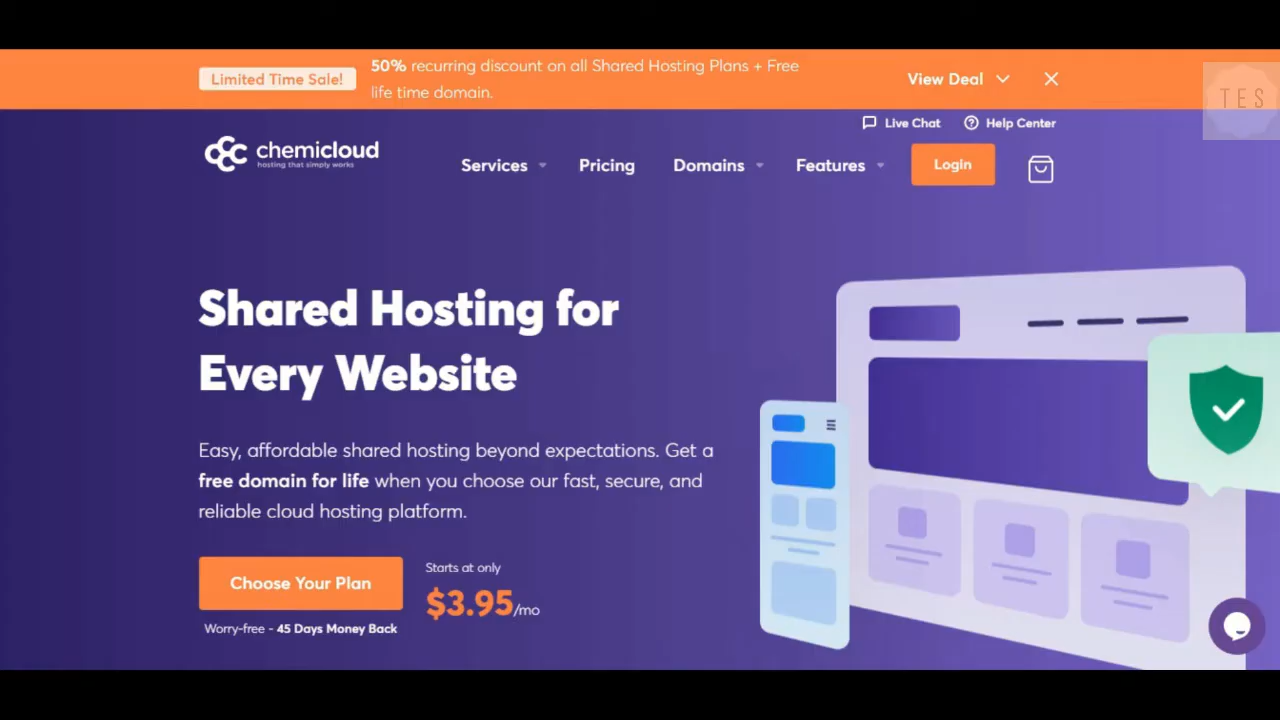 Limited Time Sale!
50% recurring discount on all Shared Hosting Plans + Free
life time domain.
View Deal
TES
Live Chat
Help Center
chemicloud
hosting that simply works
Services
Pricing
Domains
Features
Login
Shared Hosting for
Every Website
Easy, affordable shared hosting beyond expectations. Get a
free domain for life when you choose our fast, secure, and
reliable cloud hosting platform.
Choose Your Plan
Starts at only
$3.95/mo
Worry-free - 45 Days Money Back